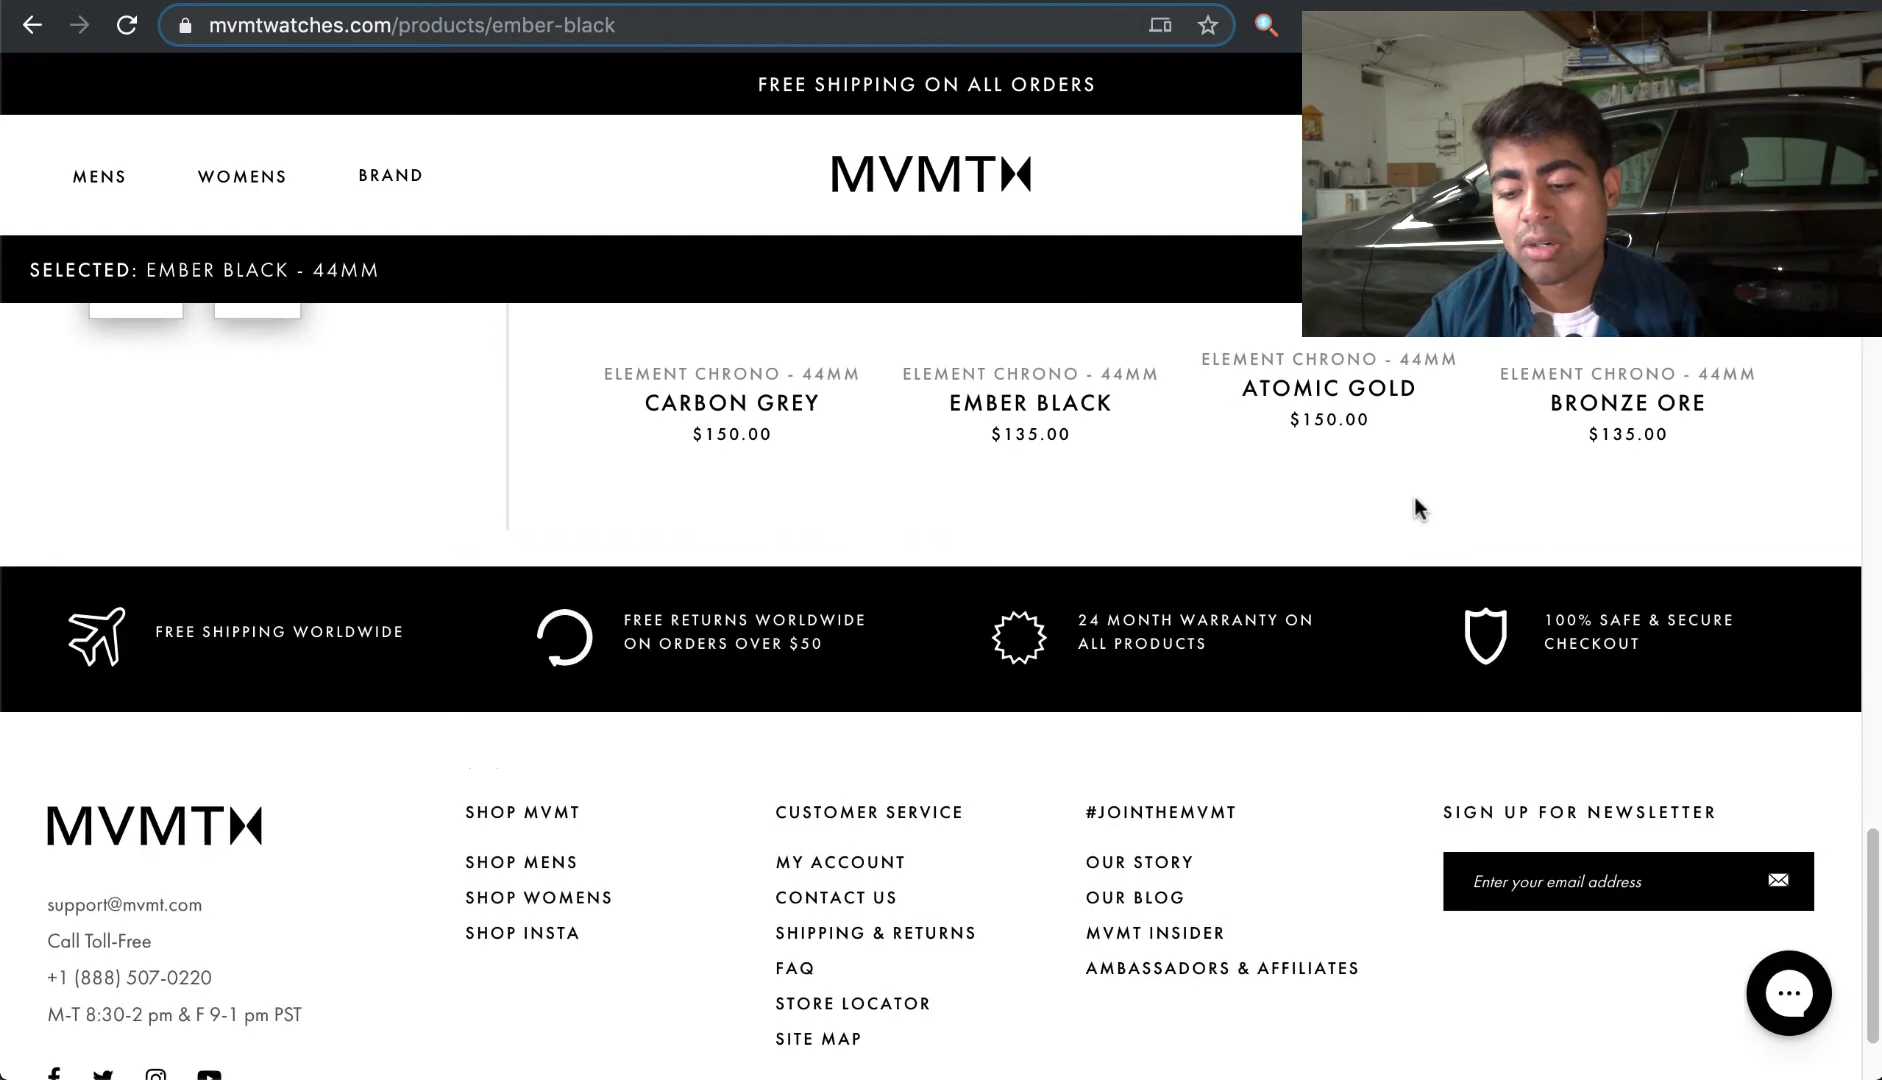 mvmtwatches.com/products/ember-black
FREE SHIPPING ON ALL ORDERS
MENS
WOMENS
BRAND
MVMT
SELECTED: EMBER BLACK - 44MM
ELEMENT CHRONO - 44MM
CARBON GREY
$150.00
ELEMENT CHRONO - 44MM
EMBER BLACK
$135.00
ELEMENT CHRONO - 44MM
ATOMIC GOLD
$150.00
ELEMENT CHRONO - 44MM
BRONZE ORE
$135.00
FREE SHIPPING WORLDWIDE
FREE RETURNS WORLDWIDE
ON ORDERS OVER $50
24 MONTH WARRANTY ON
ALL PRODUCTS
100% SAFE & SECURE
CHECKOUT
MVMT
support@mvmt.com
Call Toll-Free
+1 (888) 507-0220
M-T 8:30-2 pm & F 9-1 pm PST
SHOP MVMT
SHOP MENS
SHOP WOMENS
SHOP INSTA
CUSTOMER SERVICE
MY ACCOUNT
CONTACT US
SHIPPING & RETURNS
FAQ
STORE LOCATOR
SITE MAP
#JOINTHEMVMT
OUR STORY
OUR BLOG
MVMT INSIDER
AMBASSADORS & AFFILIATES
SIGN UP FOR NEWSLETTER
Enter your email address